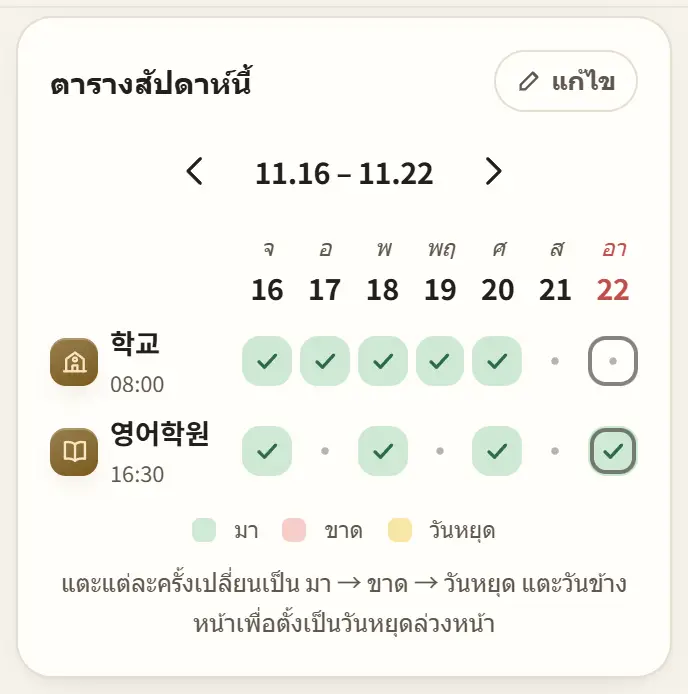 ตารางสัปดาห์นี้
แก้ไข
11.16 – 11.22
จ อ พ พฤ ศ ส อา
16 17 18 19 20 21 22
학교
08:00
영어학원
16:30
มา ขาด วันหยุด
แตะแต่ละครั้งเปลี่ยนเป็น มา → ขาด → วันหยุด แตะวันข้าง
หน้าเพื่อตั้งเป็นวันหยุดล่วงหน้า